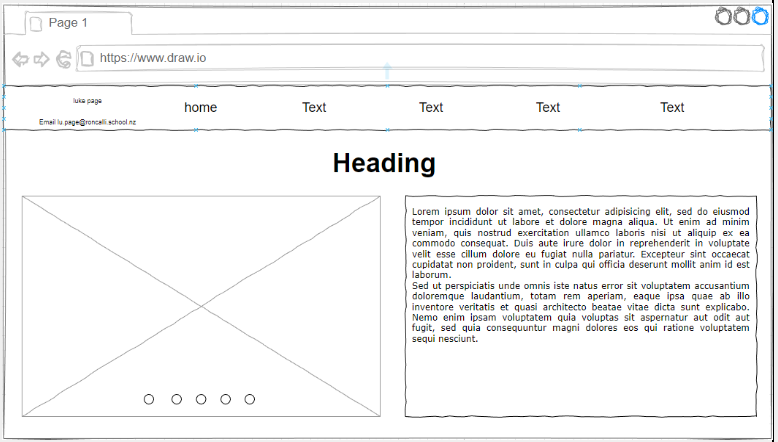 Page 1
https://www.draw.io
luke page
home Text Text Text Text
Email lu.page@roncalli.school.nz
Heading
Lorem ipsum dolor sit amet, consectetur adipisicing elit, sed do eiusmod
tempor incididunt ut labore et dolore magna aliqua. Ut enim ad minim
veniam, quis nostrud exercitation ullamco laboris nisi ut aliquip ex ea
commodo consequat. Duis aute irure dolor in reprehenderit in voluptate
velit esse cillum dolore eu fugiat nulla pariatur. Excepteur sint occaecat
cupidatat non proident, sunt in culpa qui officia deserunt mollit anim id est
laborum.
Sed ut perspiciatis unde omnis iste natus error sit voluptatem accusantium
doloremque laudantium, totam rem aperiam, eaque ipsa quae ab illo
inventore veritatis et quasi architecto beatae vitae dicta sunt explicabo.
Nemo enim ipsam voluptatem quia voluptas sit aspernatur aut odit aut
fugit, sed quia consequuntur magni dolores eos qui ratione voluptatem
sequi nesciunt.